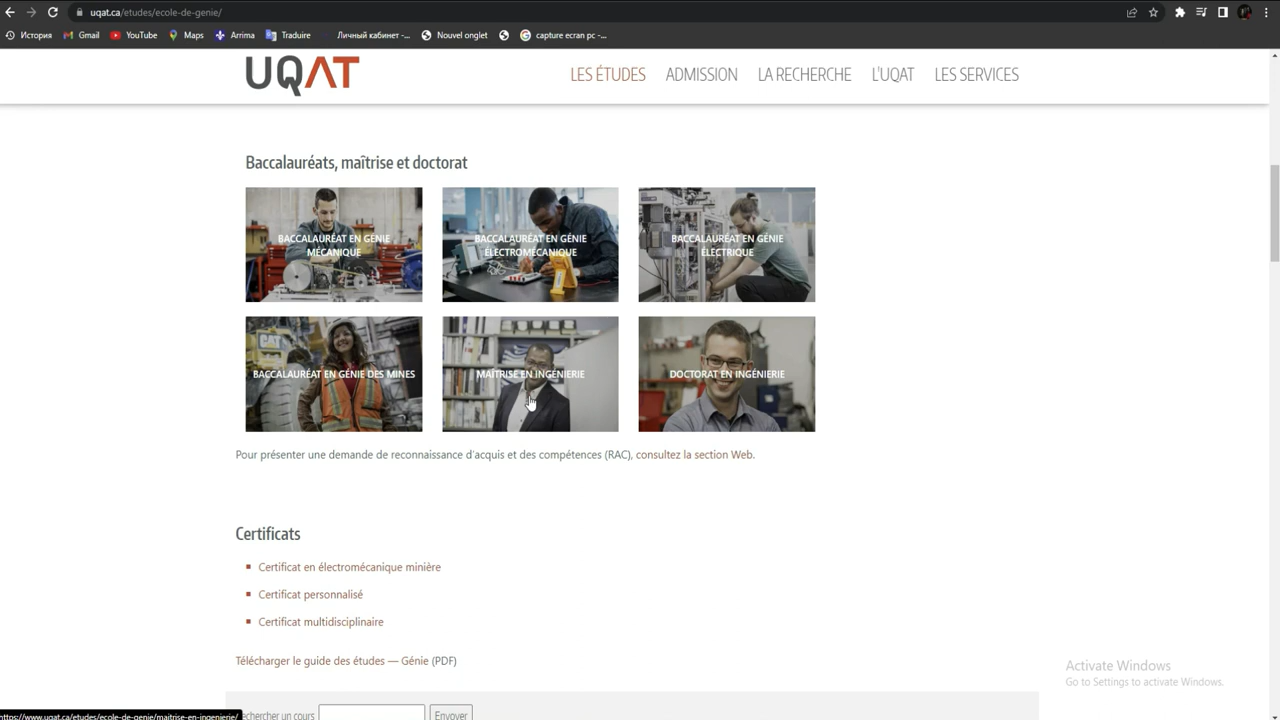 uqat.ca/etudes/ecole-de-genie/
История Gmail YouTube Maps Arrima Traduire Личный кабинет -... Nouvel onglet capture ecran pc -...
UQAT
LES ÉTUDES ADMISSION LA RECHERCHE L'UQAT LES SERVICES
Baccalauréats, maîtrise et doctorat
BACCALAURÉAT EN GÉNIE
MÉCANIQUE
BACCALAURÉAT EN GÉNIE
ÉLECTROMÉCANIQUE
BACCALAURÉAT EN GÉNIE
ÉLECTRIQUE
BACCALAURÉAT EN GÉNIE DES MINES
MAÎTRISE EN INGÉNIERIE
DOCTORAT EN INGÉNIERIE
Pour présenter une demande de reconnaissance d'acquis et des compétences (RAC), consultez la section Web.
Certificats
Certificat en électromécanique minière
Certificat personnalisé
Certificat multidisciplinaire
Télécharger le guide des études — Génie (PDF)
Activate Windows
Go to Settings to activate Windows.
https://www.uqat.ca/etudes/ecole-de-genie/maitrise-en-ingenierie/
un cours Envoyer